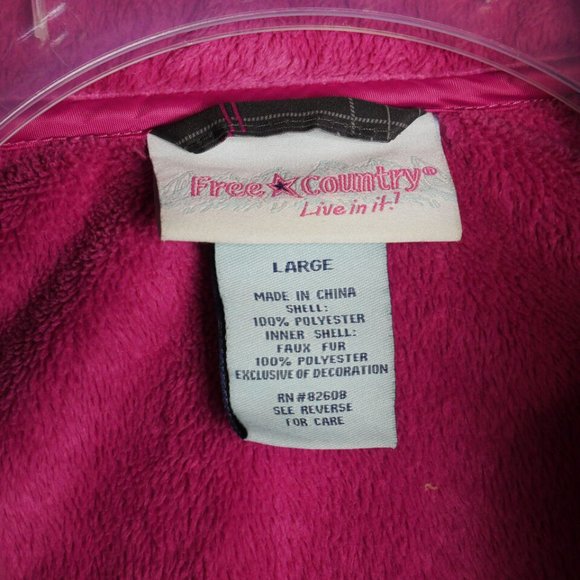 Free Country®
Live in it!
LARGE
MADE IN CHINA
SHELL:
100% POLYESTER
INNER SHELL:
FAUX FUR
100% POLYESTER
EXCLUSIVE OF DECORATION
RN #82608
SEE REVERSE
FOR CARE